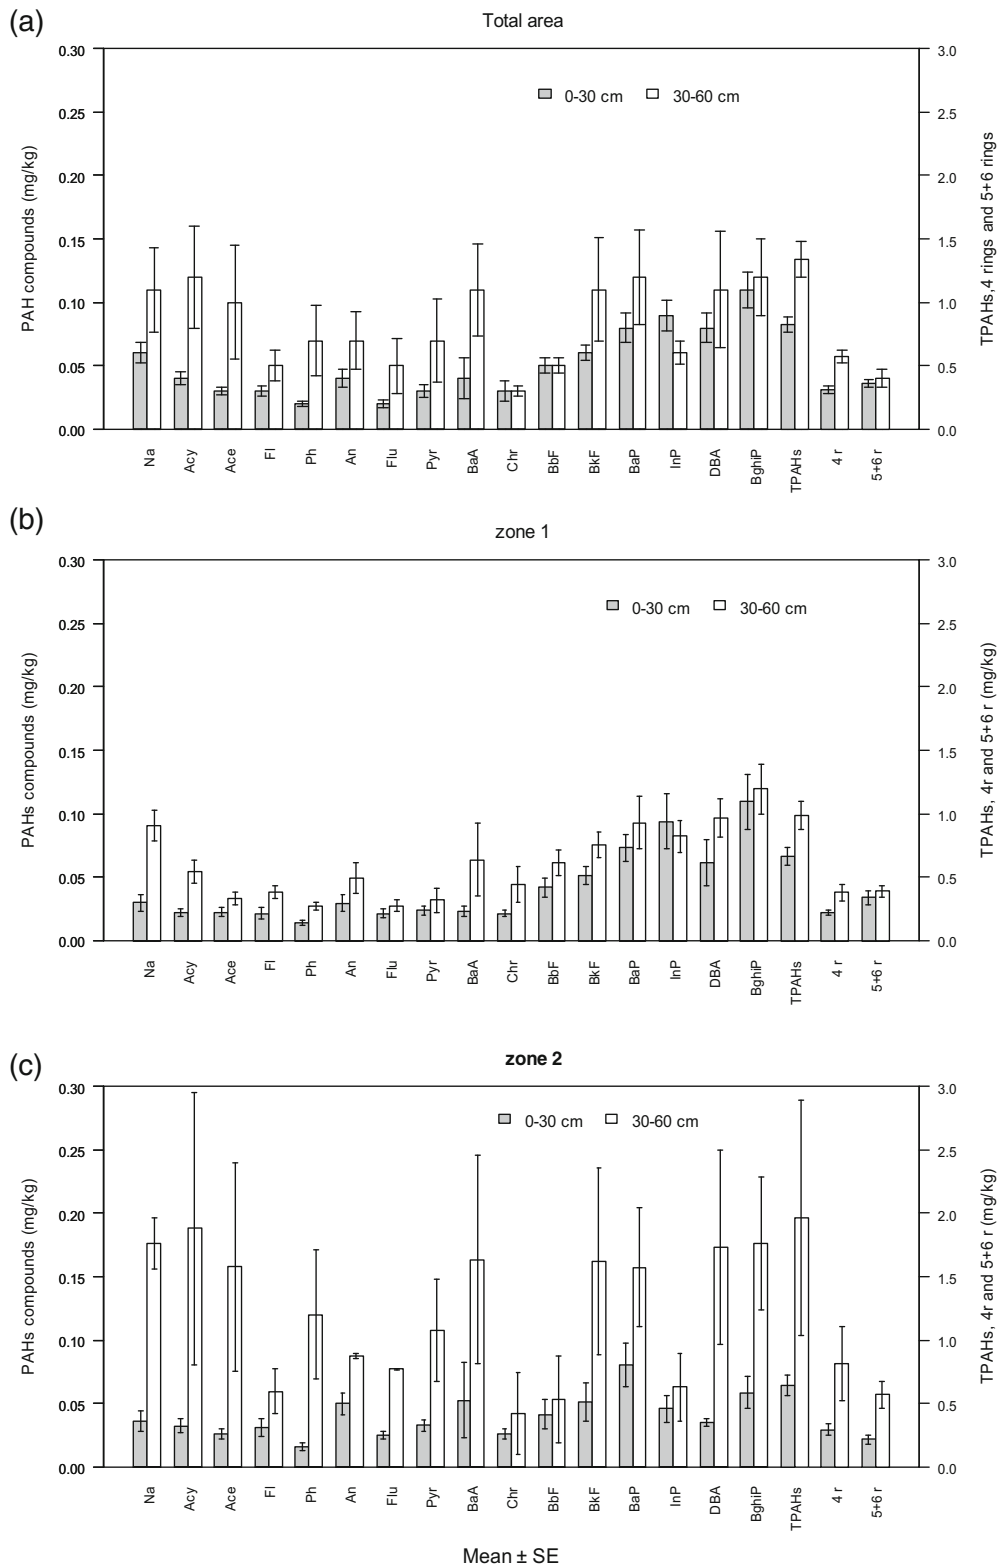 (a)
Total area
0-30 cm 30-60 cm
PAH compounds (mg/kg)
0.30
0.25
0.20
0.15
0.10
0.05
0.00
3.0
2.5
2.0
1.5
1.0
0.5
0.0
TPAHs,4 rings and 5+6 rings
Na Acy Ace Fl Ph An Flu Pyr BaA Chr BbF BkF BaP InP DBA BghiP TPAHs 4 r 5+6 r
(b)
zone 1
0-30 cm 30-60 cm
PAHs compounds (mg/kg)
0.30
0.25
0.20
0.15
0.10
0.05
0.00
3.0
2.5
2.0
1.5
1.0
0.5
0.0
TPAHs, 4r and 5+6 r (mg/kg)
Na Acy Ace Fl Ph An Flu Pyr BaA Chr BbF BkF BaP InP DBA BghiP TPAHs 4 r 5+6 r
(c)
zone 2
0-30 cm 30-60 cm
PAHs compounds (mg/kg)
0.30
0.25
0.20
0.15
0.10
0.05
0.00
3.0
2.5
2.0
1.5
1.0
0.5
0.0
TPAHs, 4r and 5+6 r (mg/kg)
Na Acy Ace Fl Ph An Flu Pyr BaA Chr BbF BkF BaP InP DBA BghiP TPAHs 4 r 5+6 r
Mean ± SE